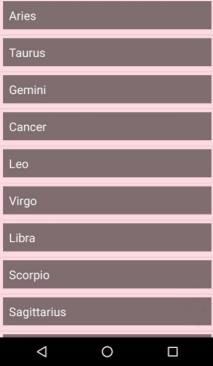 Aries
Taurus
Gemini
Cancer
Leo
Virgo
Libra
Scorpio
Sagittarius